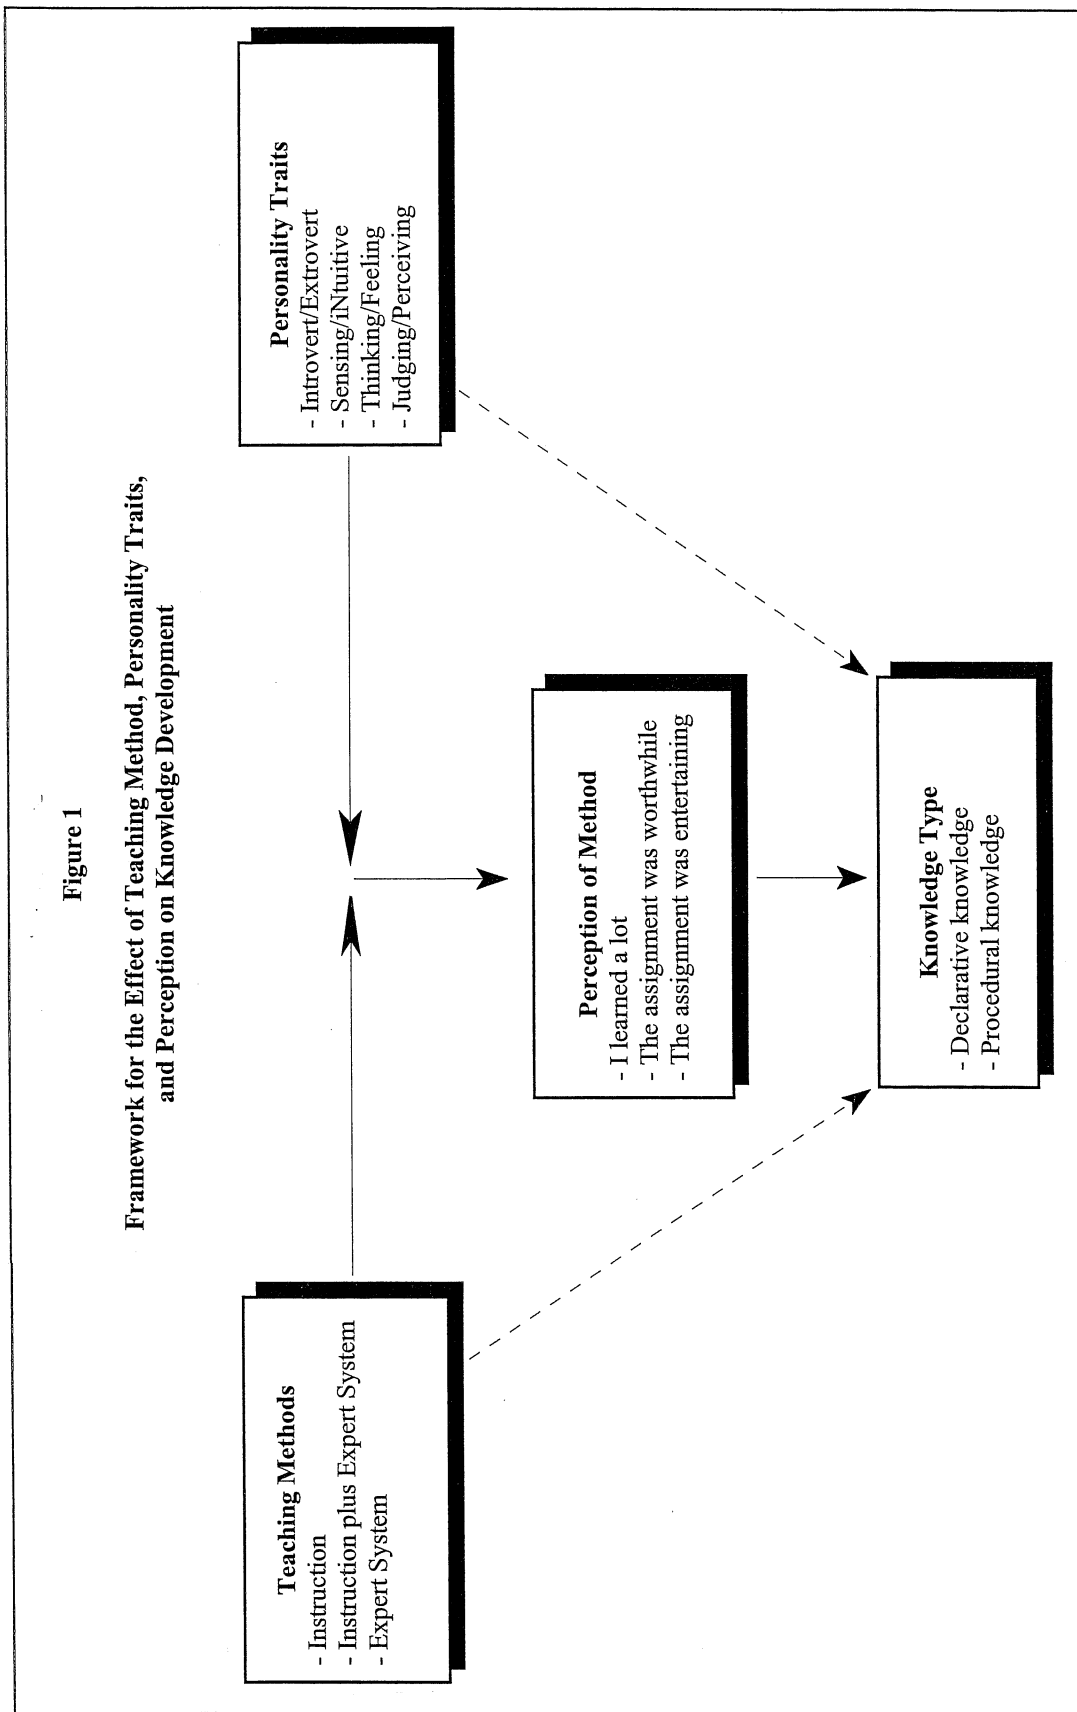 Figure 1
Framework for the Effect of Teaching Method, Personality Traits,
and Perception on Knowledge Development
Teaching Methods
- Instruction
- Instruction plus Expert System
- Expert System
Personality Traits
- Introvert/Extrovert
- Sensing/iNtuitive
- Thinking/Feeling
- Judging/Perceiving
Perception of Method
- I learned a lot
- The assignment was worthwhile
- The assignment was entertaining
Knowledge Type
- Declarative knowledge
- Procedural knowledge